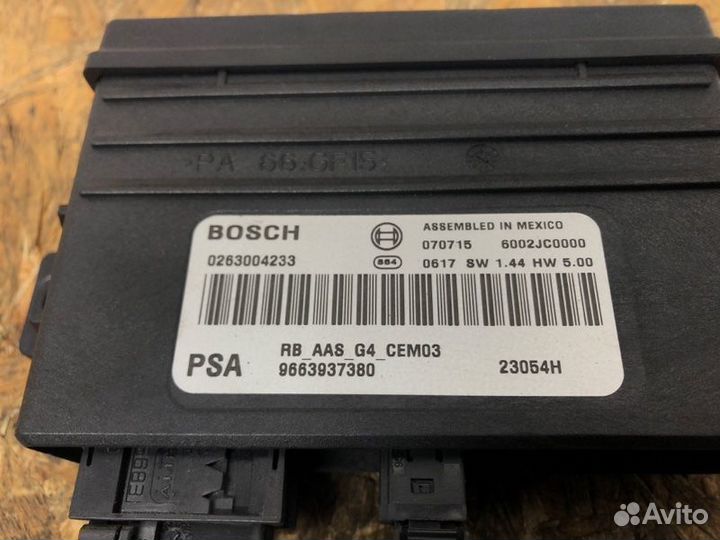 >PA 66-GF15<
BOSCH
ASSEMBLED IN MEXICO
070715 6002JC0000
0263004233
864 0617 SW 1.44 HW 5.00
PSA
RB_AAS_G4_CEM03
9663937380 23054H
Avito